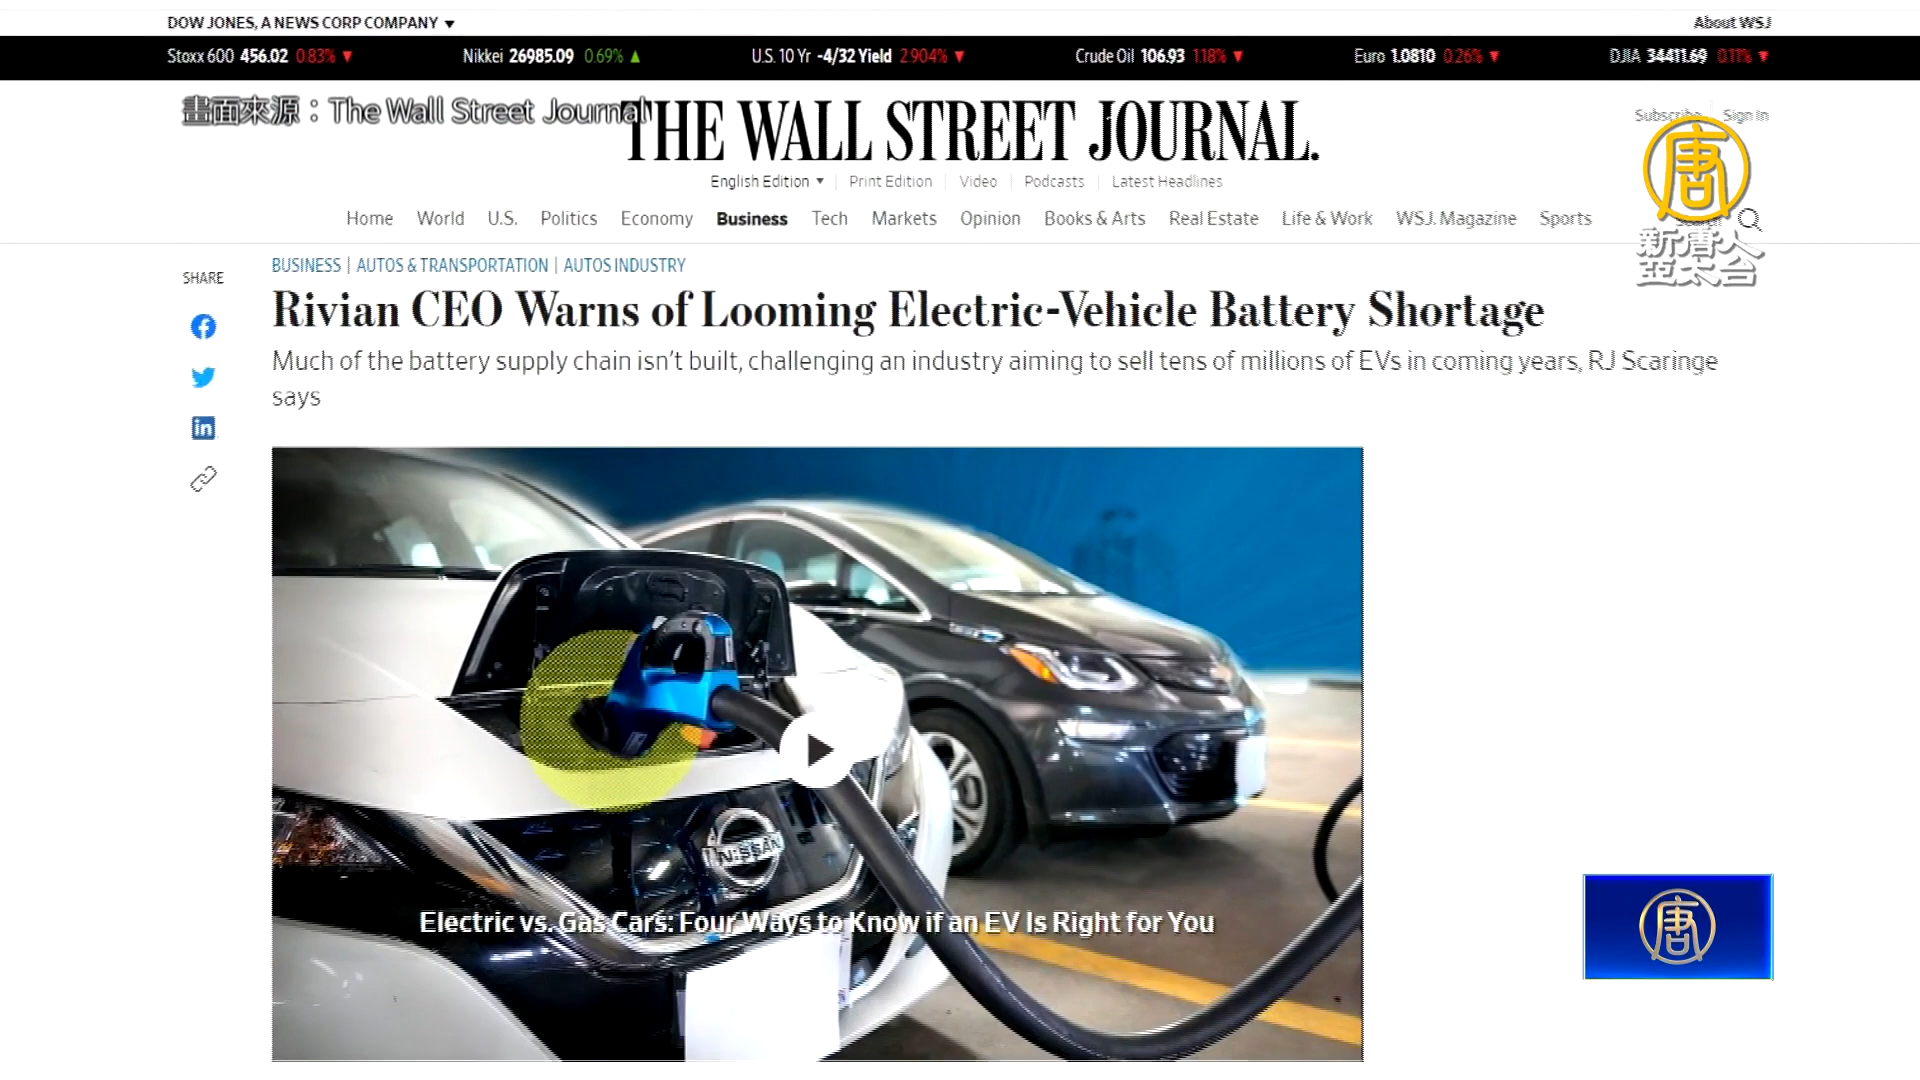 DOW JONES, A NEWS CORP COMPANY ▼ About WSJ
Stoxx 600 456.02 0.83% ▼ Nikkei 26985.09 0.69% ▲ U.S. 10 Yr -4/32 Yield 2.904% ▼ Crude Oil 106.93 1.18% ▼ Euro 1.0810 0.26% ▼ DJIA 34411.69 0.11% ▼
畫面來源：The Wall Street Journal
THE WALL STREET JOURNAL.
Subscribe Sign In
English Edition ▼ Print Edition Video Podcasts Latest Headlines
Home World U.S. Politics Economy Business Tech Markets Opinion Books & Arts Real Estate Life & Work WSJ. Magazine Sports
唐
新唐人
亞太台
SHARE
BUSINESS | AUTOS & TRANSPORTATION | AUTOS INDUSTRY
Rivian CEO Warns of Looming Electric-Vehicle Battery Shortage
Much of the battery supply chain isn't built, challenging an industry aiming to sell tens of millions of EVs in coming years, RJ Scaringe
says
NISSAN
Electric vs. Gas Cars: Four Ways to Know if an EV Is Right for You
唐